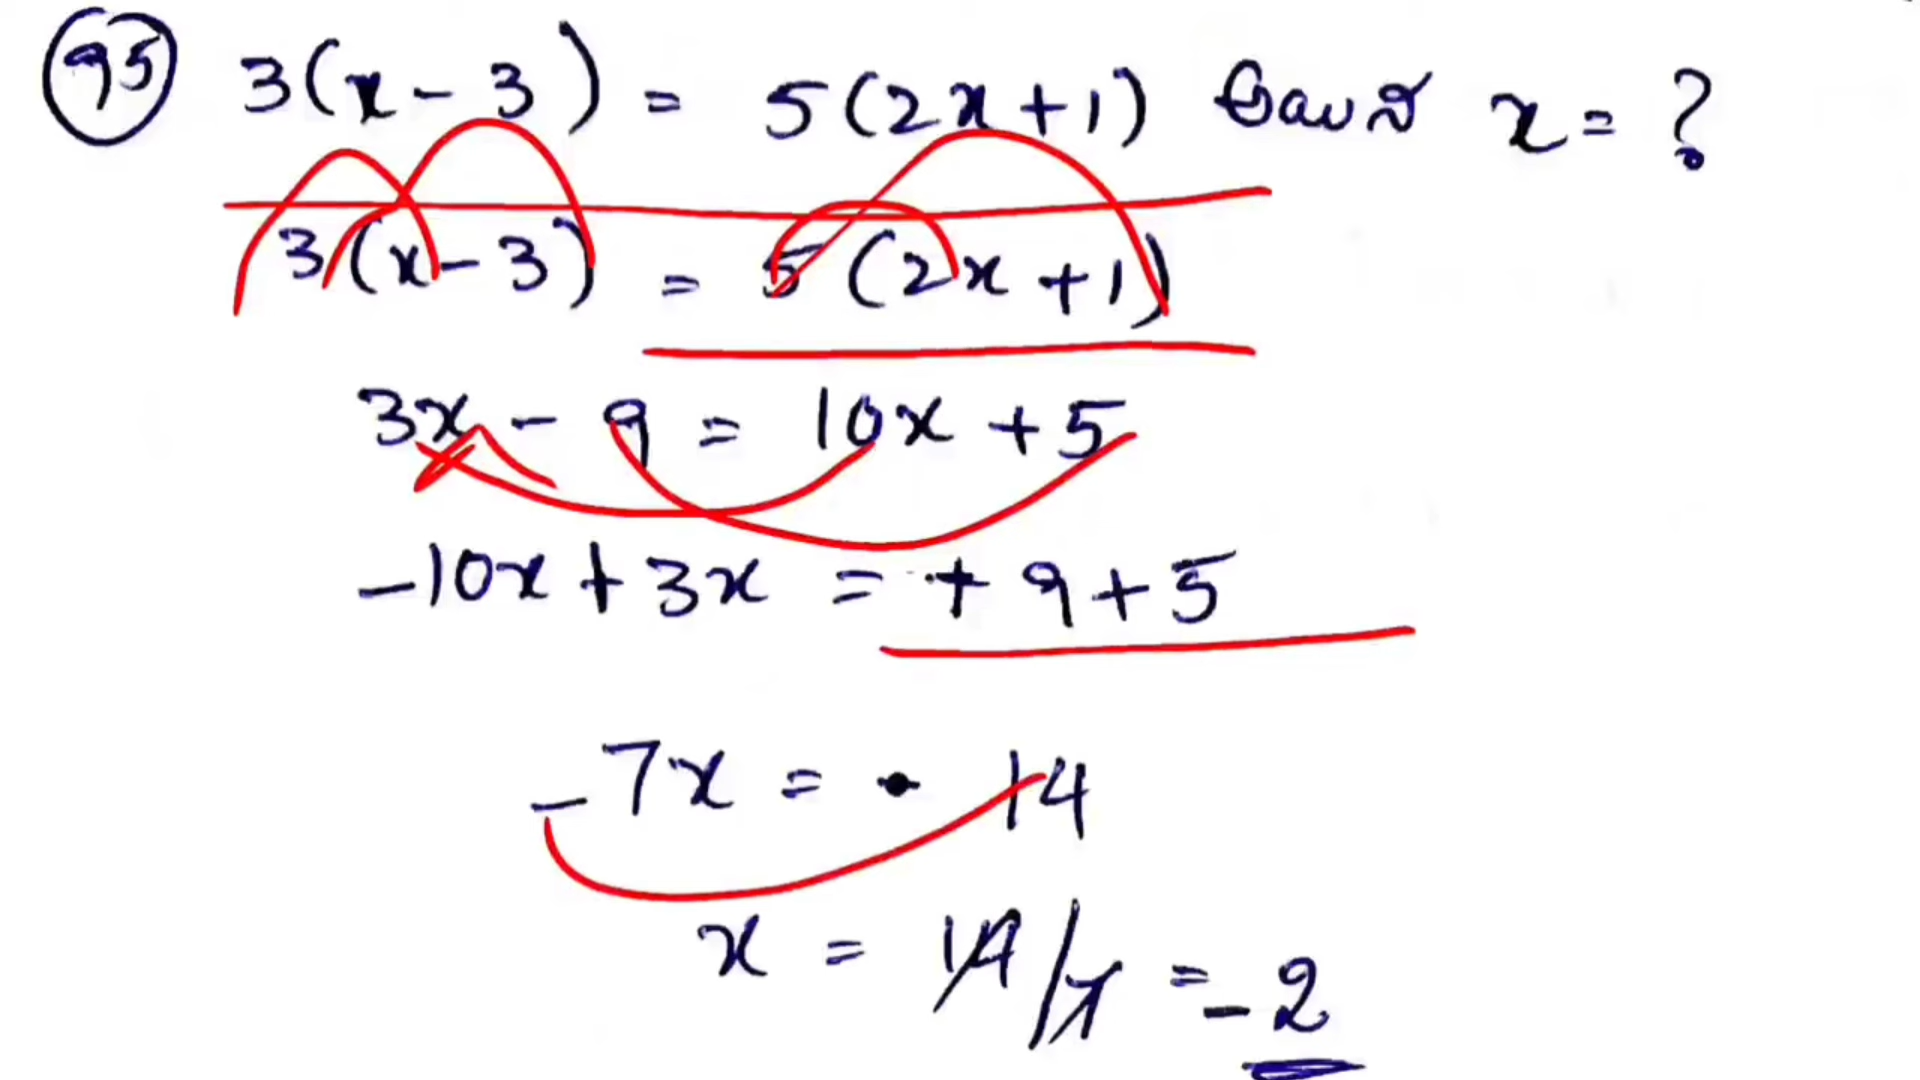 95 3(x - 3) = 5(2x+1) అయిన x = ?
3(x - 3) = 5(2x + 1)
3x - 9 = 10x + 5
-10x + 3x = + 9 + 5
-7x = 14
x = 14/7 = -2